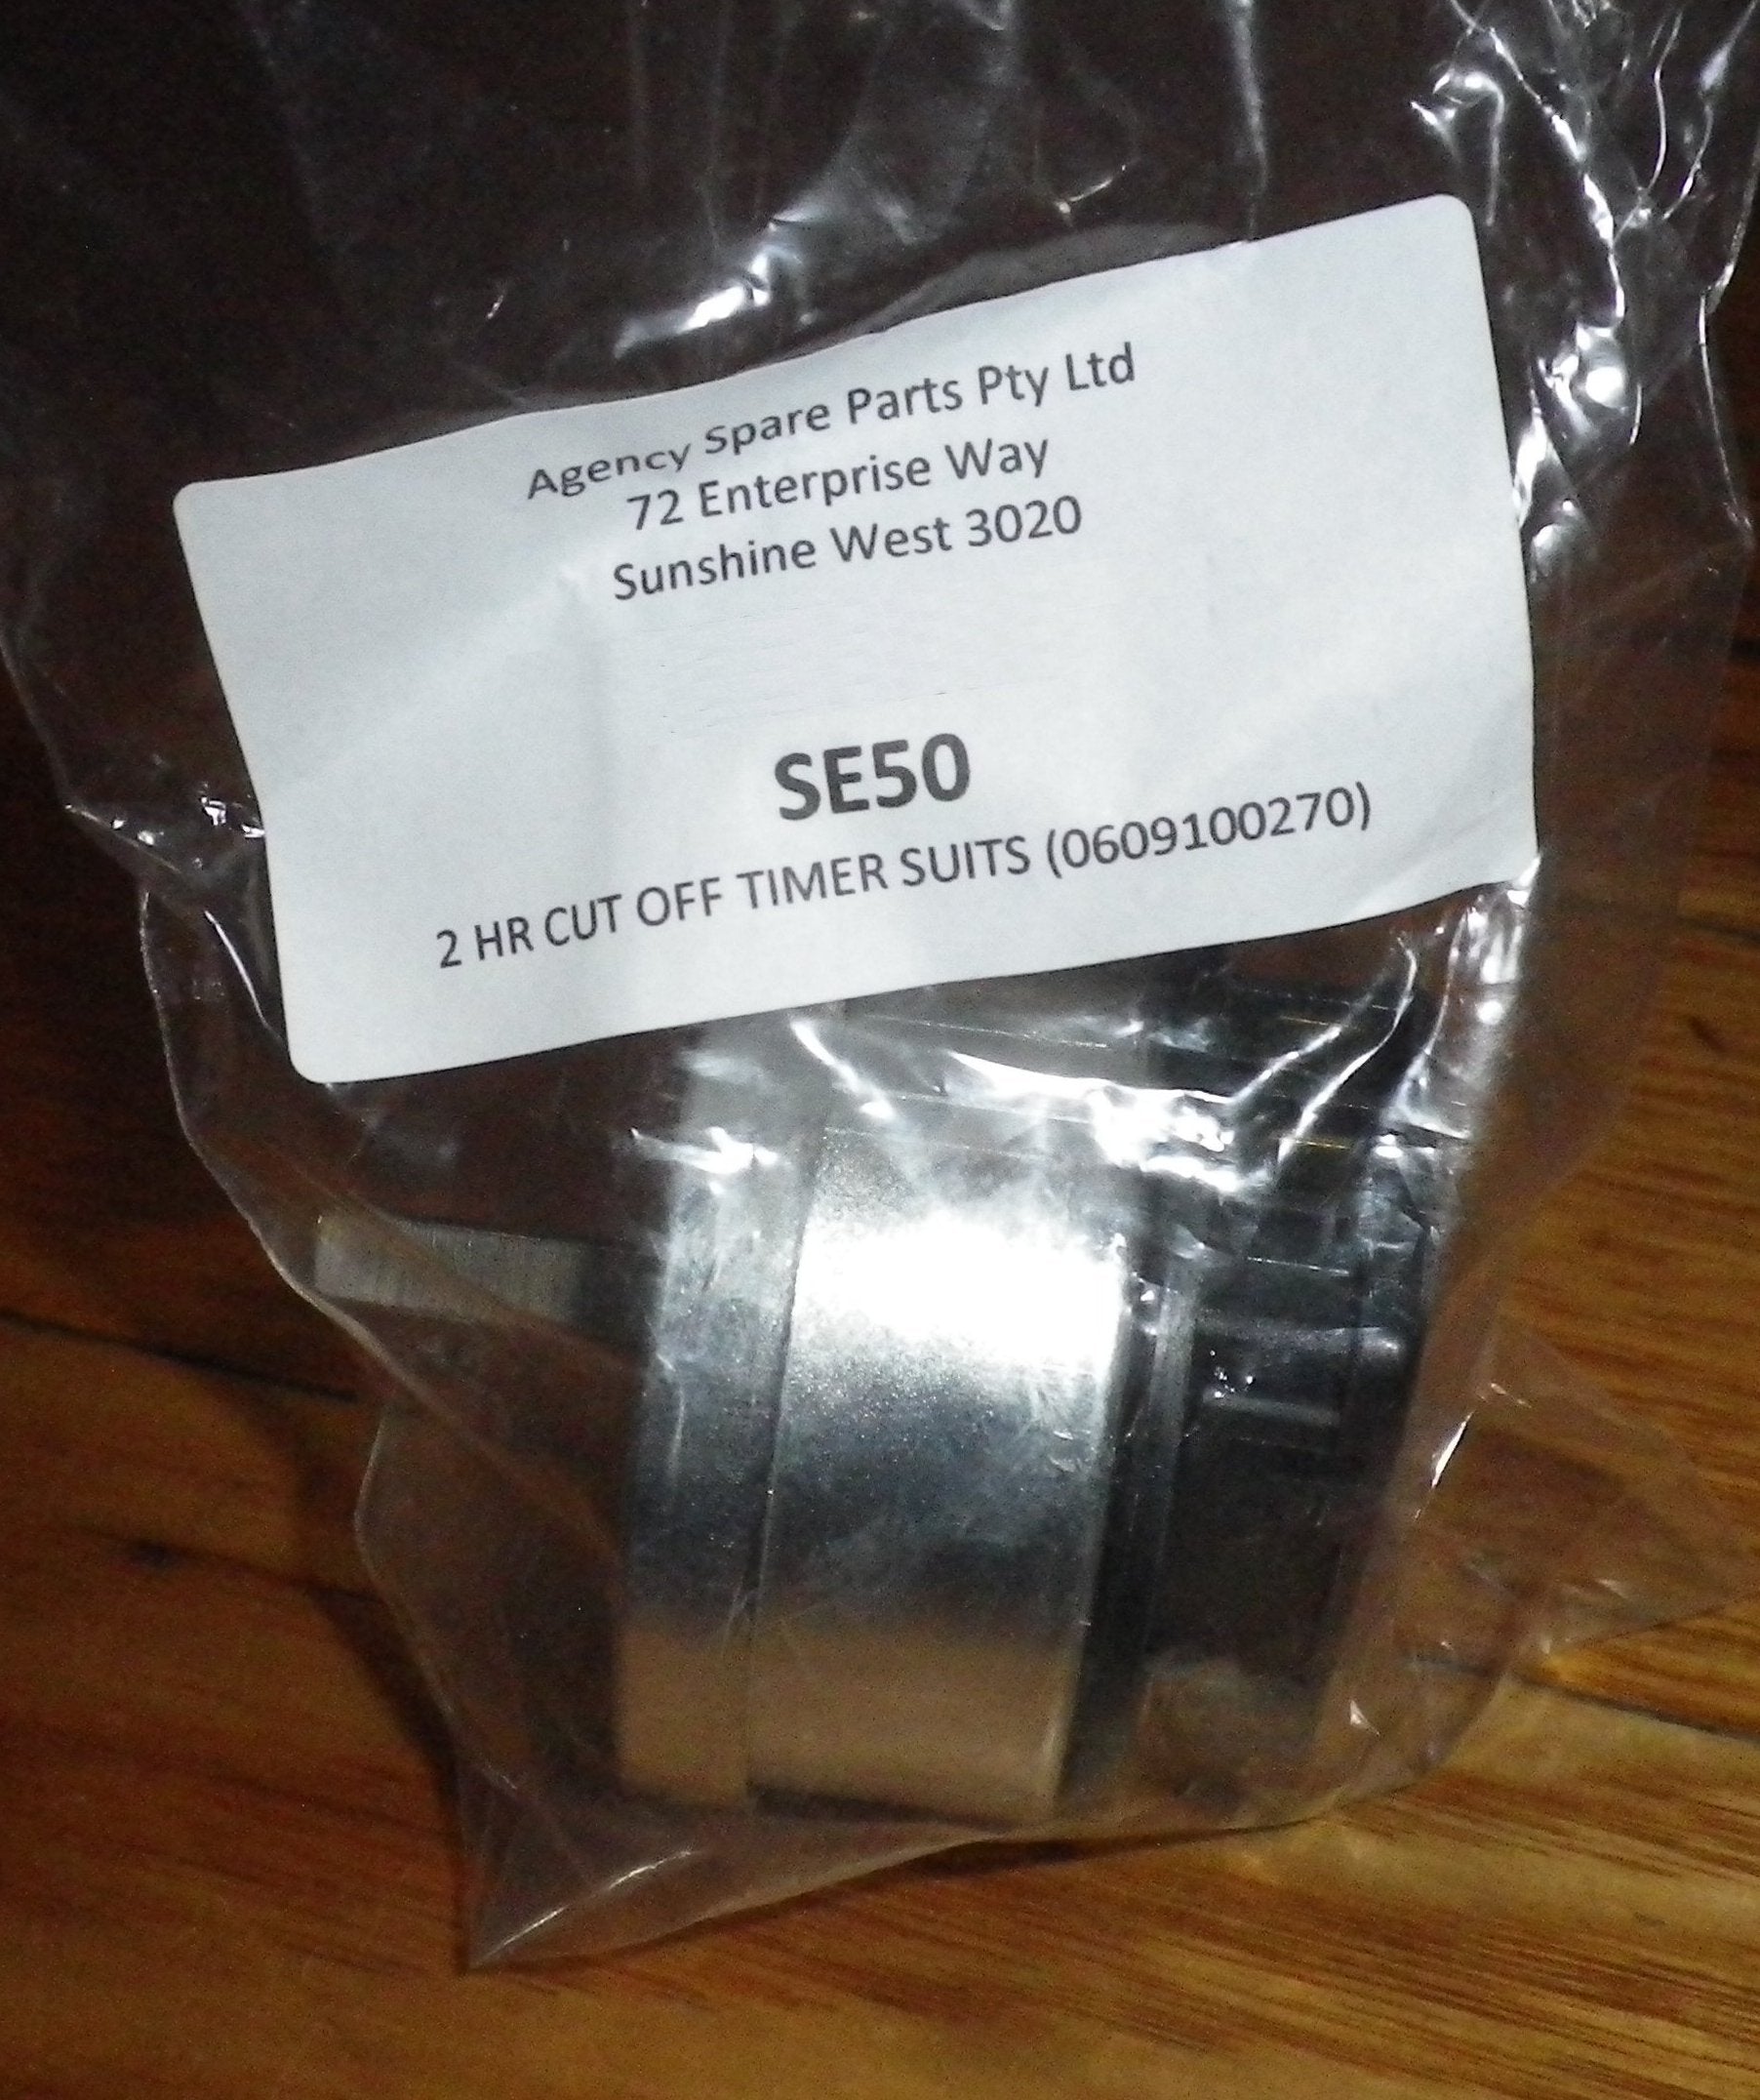 Agency Spare Parts Pty Ltd
72 Enterprise Way
Sunshine West 3020
SE50
2 HR CUT OFF TIMER SUITS (0609100270)